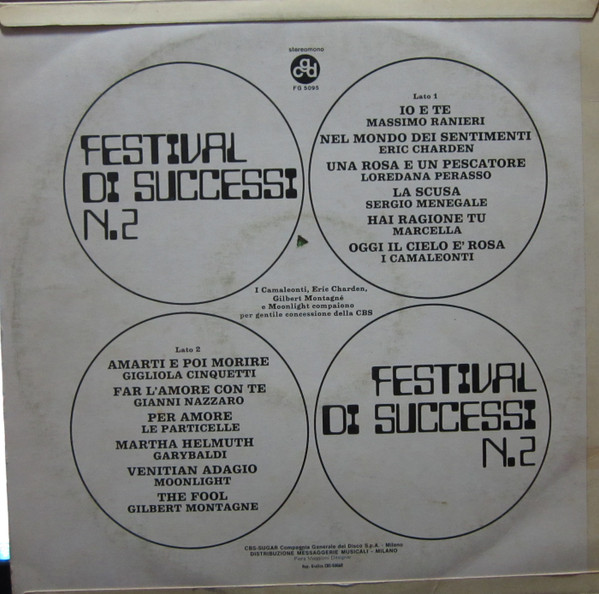 stereomono
cgd
FG 5095
FESTIVAL
DI SUCCESSI
N.2
Lato 1
IO E TE
MASSIMO RANIERI
NEL MONDO DEI SENTIMENTI
ERIC CHARDEN
UNA ROSA E UN PESCATORE
LOREDANA PERASSO
LA SCUSA
SERGIO MENEGALE
HAI RAGIONE TU
MARCELLA
OGGI IL CIELO E' ROSA
I CAMALEONTI
I Camaleonti, Eric Charden,
Gilbert Montagné
e Moonlight compaiono
per gentile concessione della CBS
Lato 2
AMARTI E POI MORIRE
GIGLIOLA CINQUETTI
FAR L'AMORE CON TE
GIANNI NAZZARO
PER AMORE
LE PARTICELLE
MARTHA HELMUTH
GARYBALDI
VENITIAN ADAGIO
MOONLIGHT
THE FOOL
GILBERT MONTAGNE
FESTIVAL
DI SUCCESSI
N.2
CBS-SUGAR Compagnia Generale del Disco S.p.A. - Milano
DISTRIBUZIONE MESSAGGERIE MUSICALI - MILANO